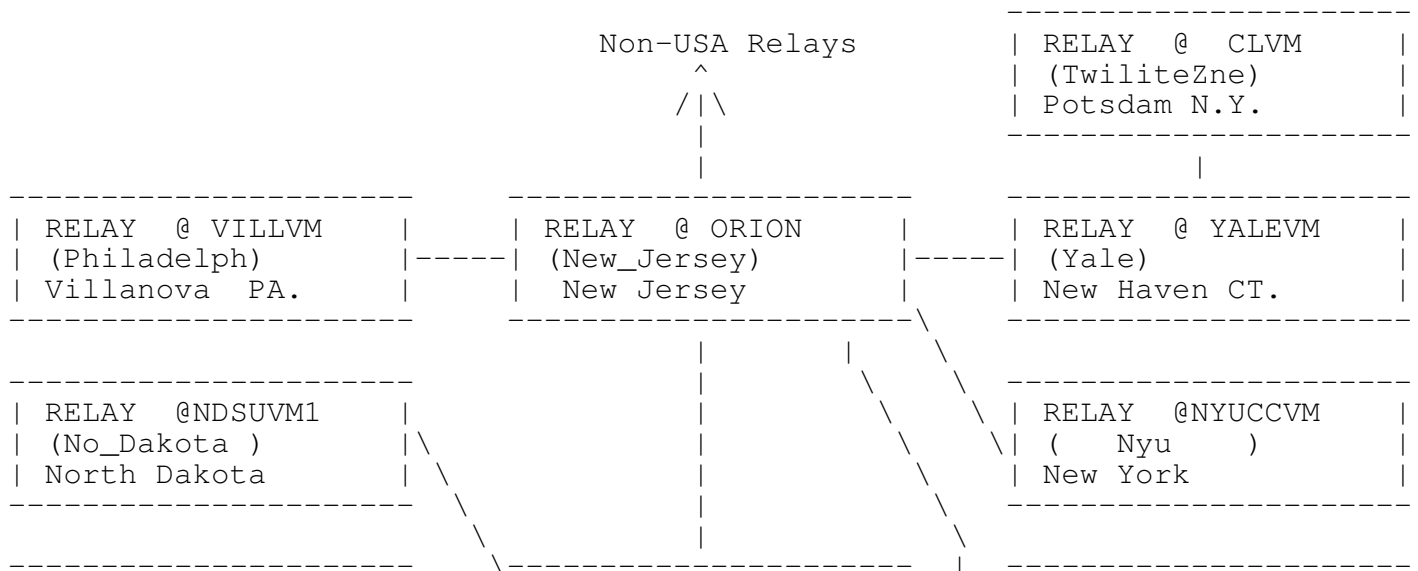 Non-USA Relays
RELAY @ CLVM
(TwiliteZne)
Potsdam N.Y.
RELAY @ VILLVM
(Philadelph)
Villanova PA.
RELAY @ ORION
(New_Jersey)
New Jersey
RELAY @ YALEVM
(Yale)
New Haven CT.
RELAY @NDSUVM1
(No_Dakota )
North Dakota
RELAY @NYUCCVM
( Nyu )
New York